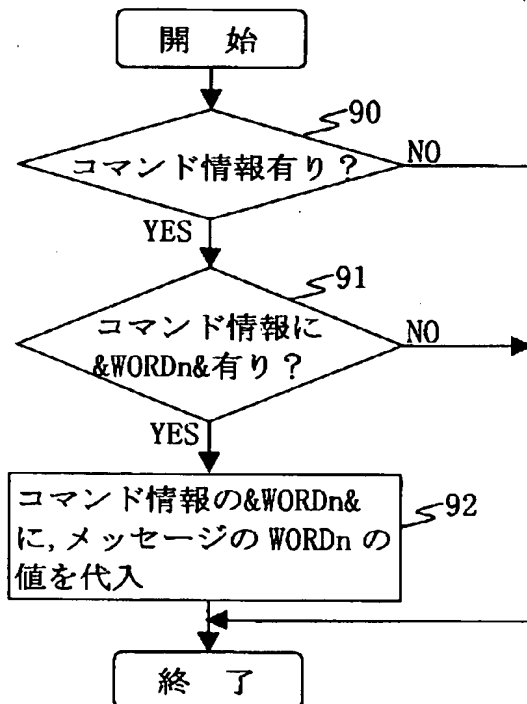 開 始
90
コマンド情報有り？
NO
YES
91
コマンド情報に
&WORDn&有り？
NO
YES
コマンド情報の&WORDn&
に,メッセージの WORDn の
値を代入
92
終 了